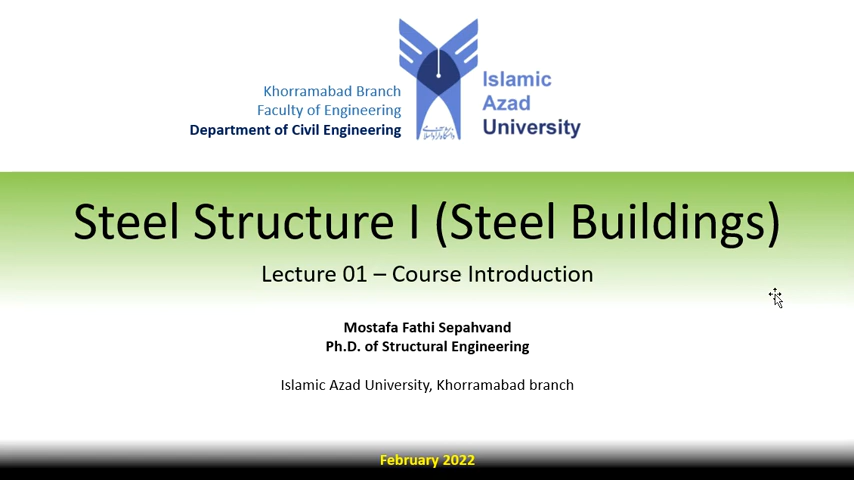 Khorramabad Branch
Faculty of Engineering
Department of Civil Engineering
Islamic
Azad
University
Steel Structure I (Steel Buildings)
Lecture 01 – Course Introduction
Mostafa Fathi Sepahvand
Ph.D. of Structural Engineering
Islamic Azad University, Khorramabad branch
February 2022